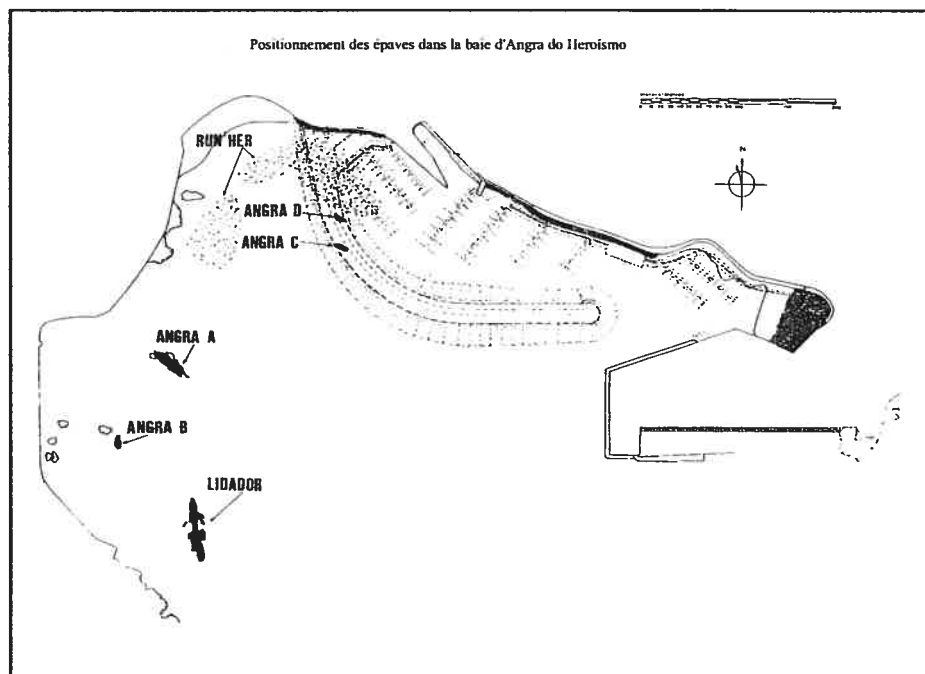 Positionnement des épaves dans la baie d'Angra do Heroísmo
N
RUN'HER
ANGRA D
ANGRA C
ANGRA A
ANGRA B
LIDADOR